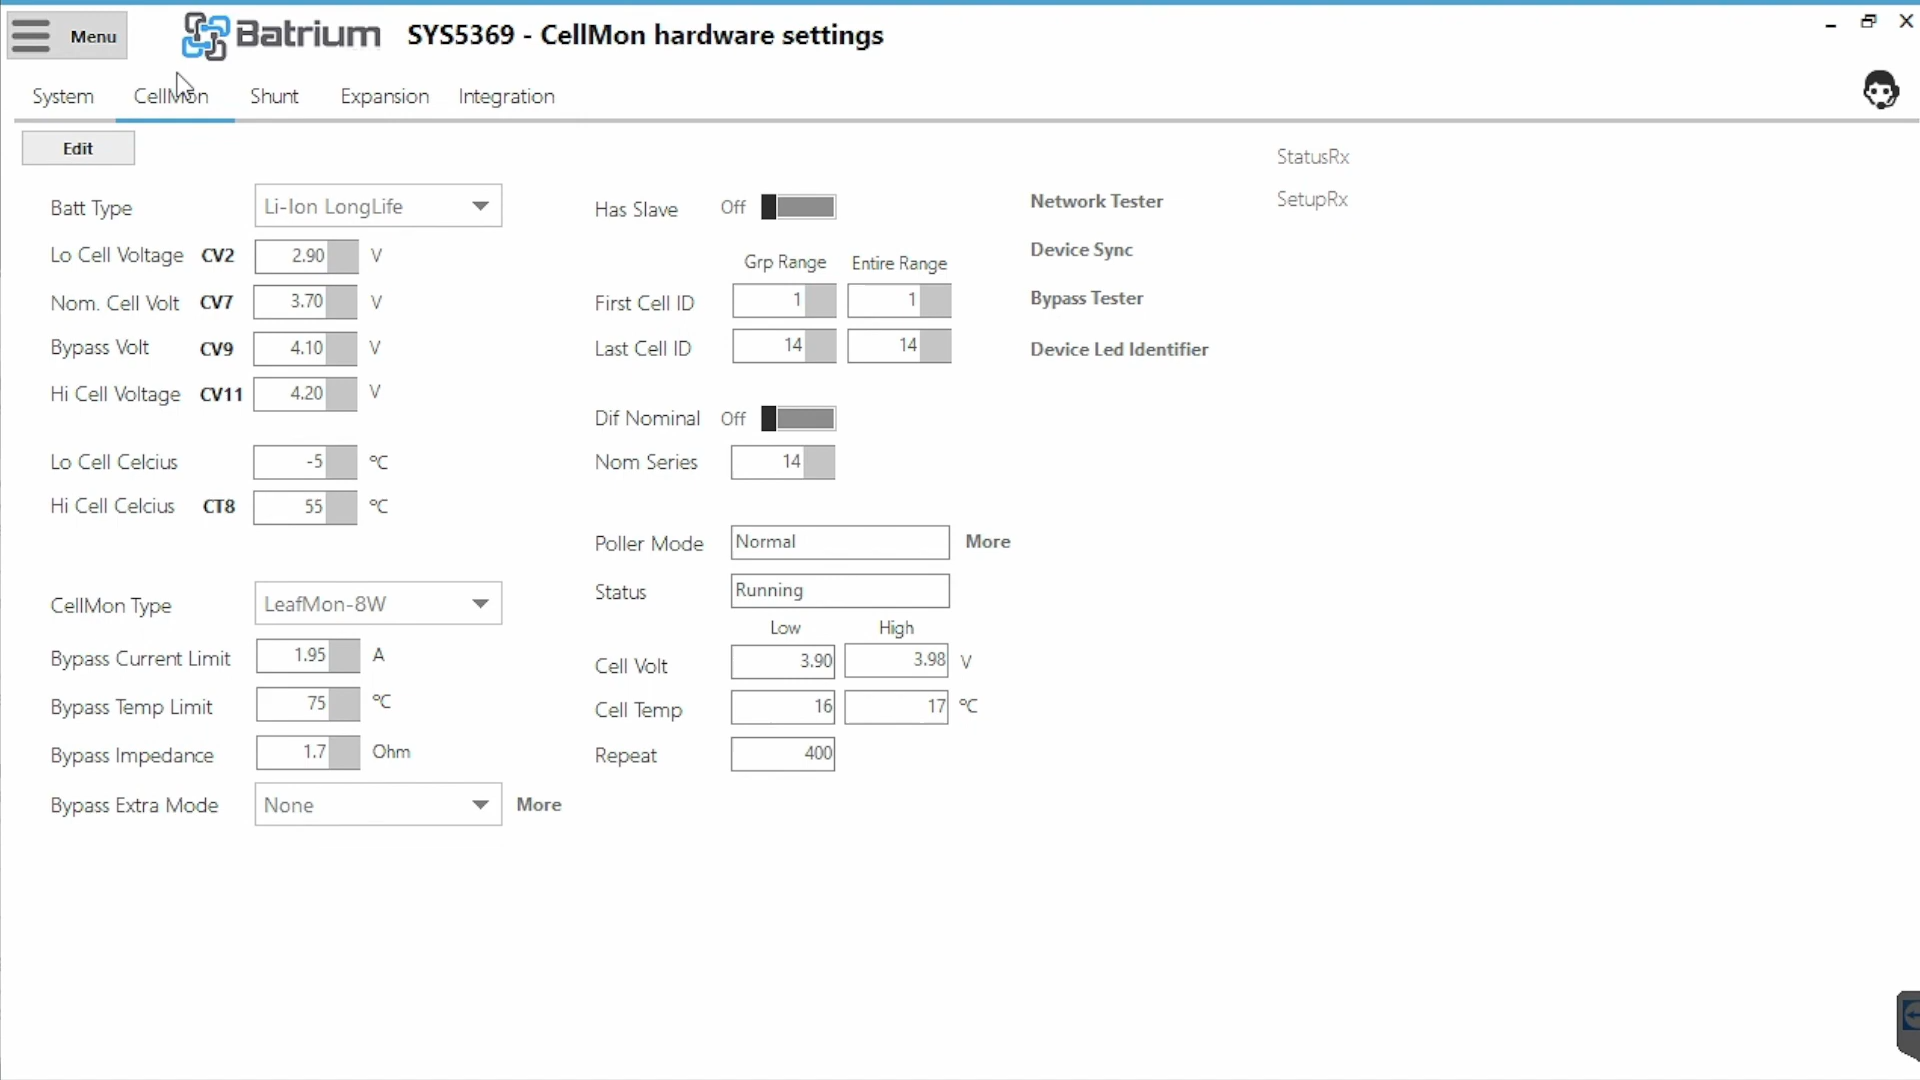 Menu
Batrium
SYS5369 - CellMon hardware settings
System CellMon Shunt Expansion Integration
Edit
StatusRx
SetupRx
Batt Type Li-Ion LongLife
Lo Cell Voltage CV2 2.90 V
Nom. Cell Volt CV7 3.70 V
Bypass Volt CV9 4.10 V
Hi Cell Voltage CV11 4.20 V
Lo Cell Celcius -5 ℃
Hi Cell Celcius CT8 55 ℃
CellMon Type LeafMon-8W
Bypass Current Limit 1.95 A
Bypass Temp Limit 75 ℃
Bypass Impedance 1.7 Ohm
Bypass Extra Mode None More
Has Slave Off
Grp Range Entire Range
First Cell ID 1 1
Last Cell ID 14 14
Dif Nominal Off
Nom Series 14
Poller Mode Normal More
Status Running
Low High
Cell Volt 3.90 3.98 V
Cell Temp 16 17 ℃
Repeat 400
Network Tester
Device Sync
Bypass Tester
Device Led Identifier